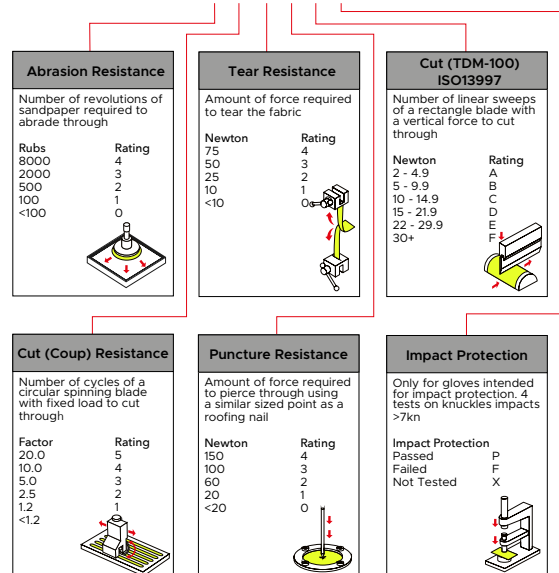 Abrasion Resistance
Number of revolutions of
sandpaper required to
abrade through
Rubs Rating
8000 4
2000 3
500 2
100 1
<100 0
Tear Resistance
Amount of force required
to tear the fabric
Newton Rating
75 4
50 3
25 2
10 1
<10 0
Cut (TDM-100)
ISO13997
Number of linear sweeps
of a rectangle blade with
a vertical force to cut
through
Newton Rating
2 - 4.9 A
5 - 9.9 B
10 - 14.9 C
15 - 21.9 D
22 - 29.9 E
30+ F
Cut (Coup) Resistance
Number of cycles of a
circular spinning blade
with fixed load to cut
through
Factor Rating
20.0 5
10.0 4
5.0 3
2.5 2
1.2 1
<1.2
Puncture Resistance
Amount of force required
to pierce through using
a similar sized point as a
roofing nail
Newton Rating
150 4
100 3
60 2
20 1
<20 0
Impact Protection
Only for gloves intended
for impact protection. 4
tests on knuckles impacts
>7kn
Impact Protection
Passed P
Failed F
Not Tested X